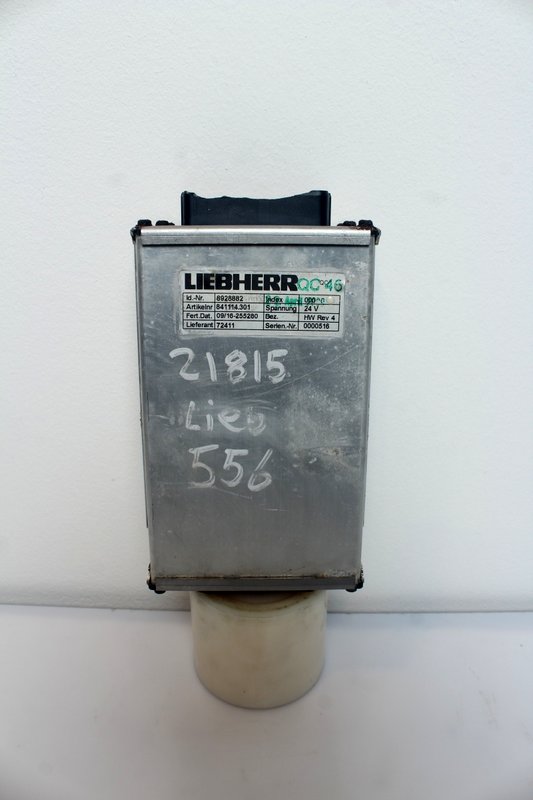 LIEBHERR QC 46
Id.-Nr. 8928882 Index 000
Artikelnr 841114.301 Spannung 24 V
Fert.Dat. 09/16-255280 Bez. HW Rev 4
Lieferant 72411 Serien.-Nr. 0000516
21815
Lieb
556